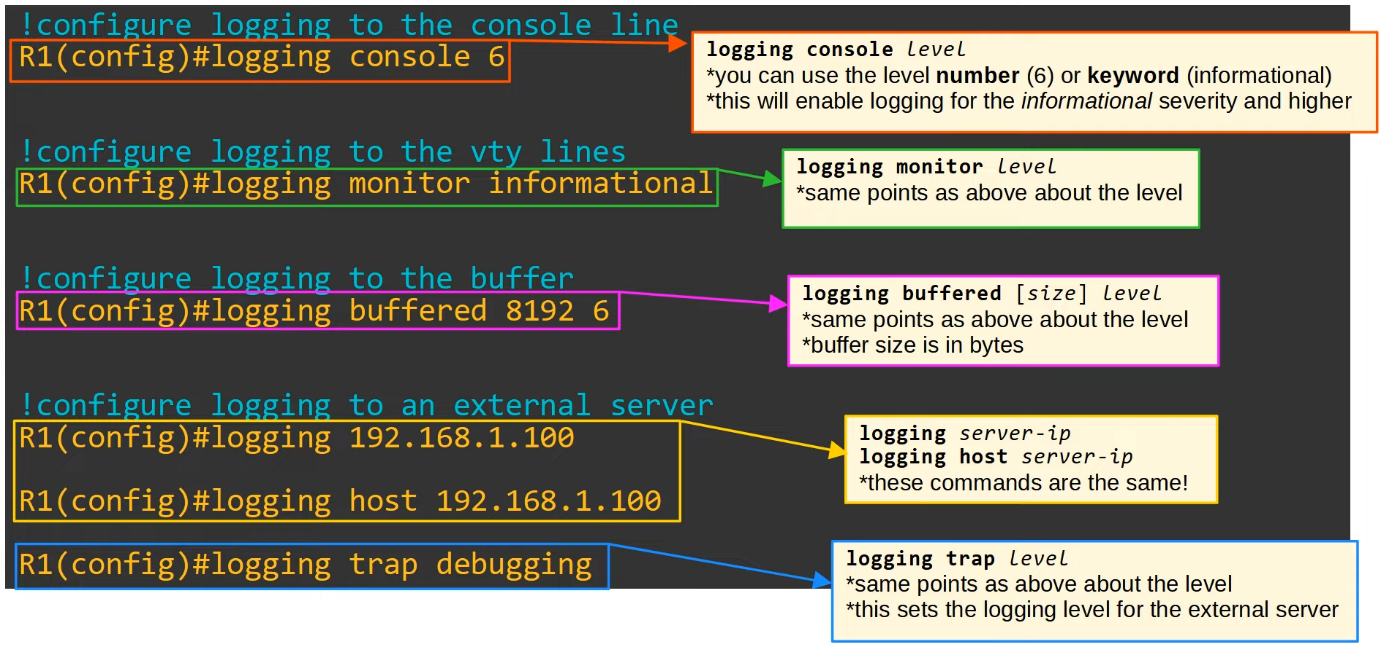 !configure logging to the console line
R1(config)#logging console 6
logging console level
*you can use the level number (6) or keyword (informational)
*this will enable logging for the informational severity and higher
!configure logging to the vty lines
R1(config)#logging monitor informational
logging monitor level
*same points as above about the level
!configure logging to the buffer
R1(config)#logging buffered 8192 6
logging buffered [size] level
*same points as above about the level
*buffer size is in bytes
!configure logging to an external server
R1(config)#logging 192.168.1.100
R1(config)#logging host 192.168.1.100
logging server-ip
logging host server-ip
*these commands are the same!
R1(config)#logging trap debugging
logging trap level
*same points as above about the level
*this sets the logging level for the external server